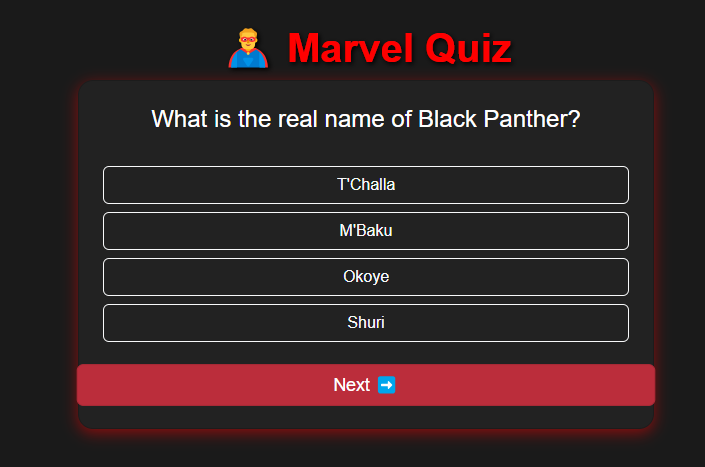 Marvel Quiz
What is the real name of Black Panther?
T'Challa
M'Baku
Okoye
Shuri
Next ➡️